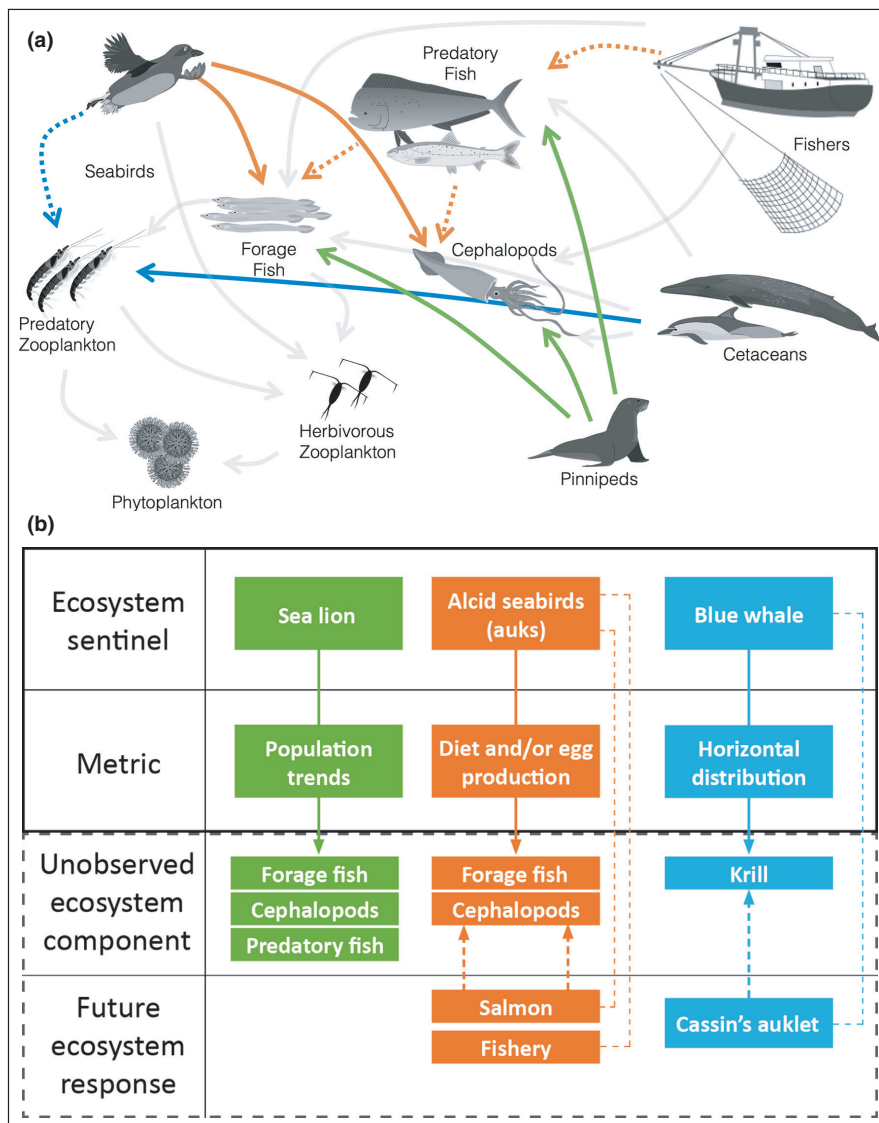 (a)
Predatory
Fish
Fishers
Seabirds
Forage
Fish
Cephalopods
Predatory
Zooplankton
Cetaceans
Herbivorous
Zooplankton
Pinnipeds
Phytoplankton
(b)
Ecosystem
sentinel
Sea lion
Alcid seabirds
(auks)
Blue whale
Metric
Population
trends
Diet and/or egg
production
Horizontal
distribution
Unobserved
ecosystem
component
Forage fish
Cephalopods
Predatory fish
Forage fish
Cephalopods
Krill
Future
ecosystem
response
Salmon
Fishery
Cassin's auklet